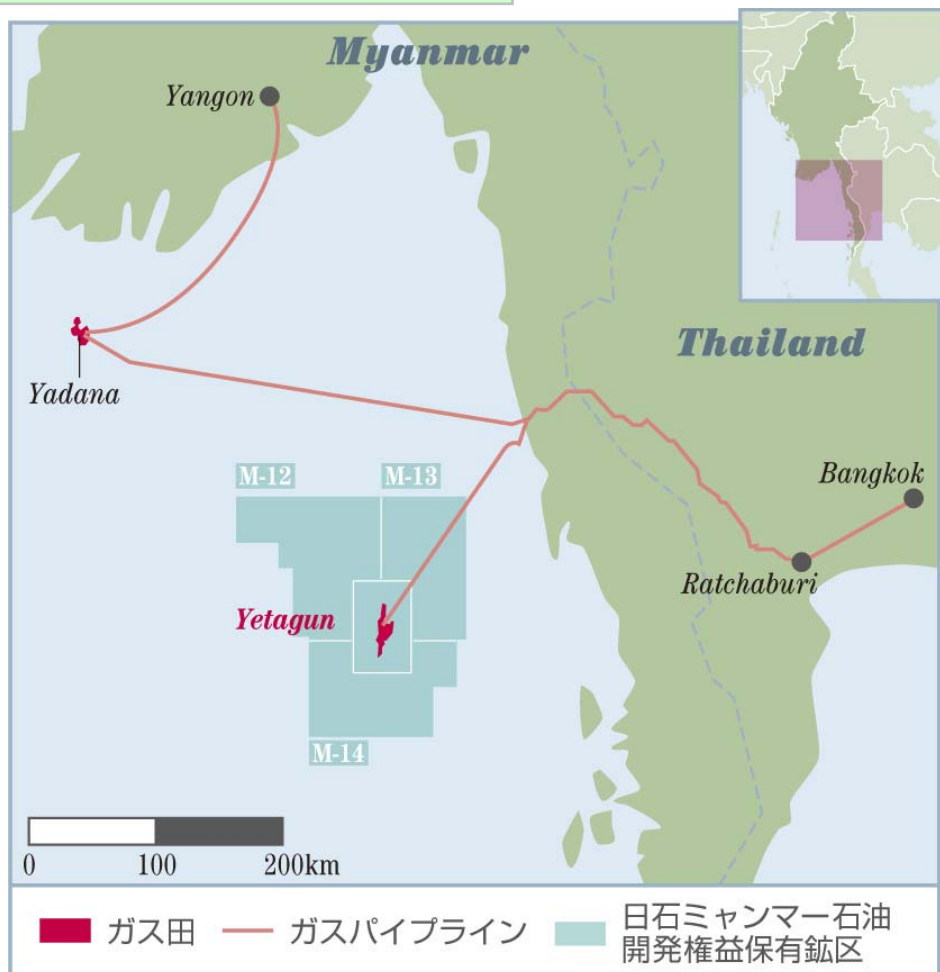 Myanmar
Yangon
Thailand
Yadana
Bangkok
M-12
M-13
Ratchaburi
Yetagun
M-14
0 100 200km
ガス田 ガスパイプライン 日石ミャンマー石油
開発権益保有鉱区